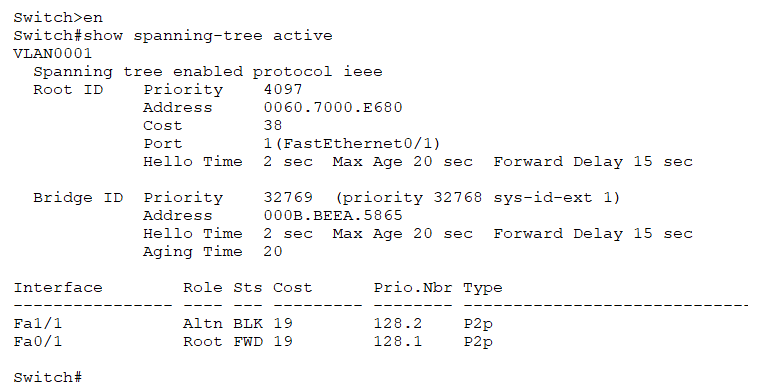 Switch>en
Switch#show spanning-tree active
VLAN0001
  Spanning tree enabled protocol ieee
  Root ID    Priority    4097
             Address     0060.7000.E680
             Cost        38
             Port        1(FastEthernet0/1)
             Hello Time  2 sec  Max Age 20 sec  Forward Delay 15 sec

  Bridge ID  Priority    32769  (priority 32768 sys-id-ext 1)
             Address     000B.BEEA.5865
             Hello Time  2 sec  Max Age 20 sec  Forward Delay 15 sec
             Aging Time  20

Interface        Role Sts Cost      Prio.Nbr Type
---------------- ---- --- --------- -------- --------------------------------
Fa1/1            Altn BLK 19        128.2    P2p
Fa0/1            Root FWD 19        128.1    P2p

Switch#